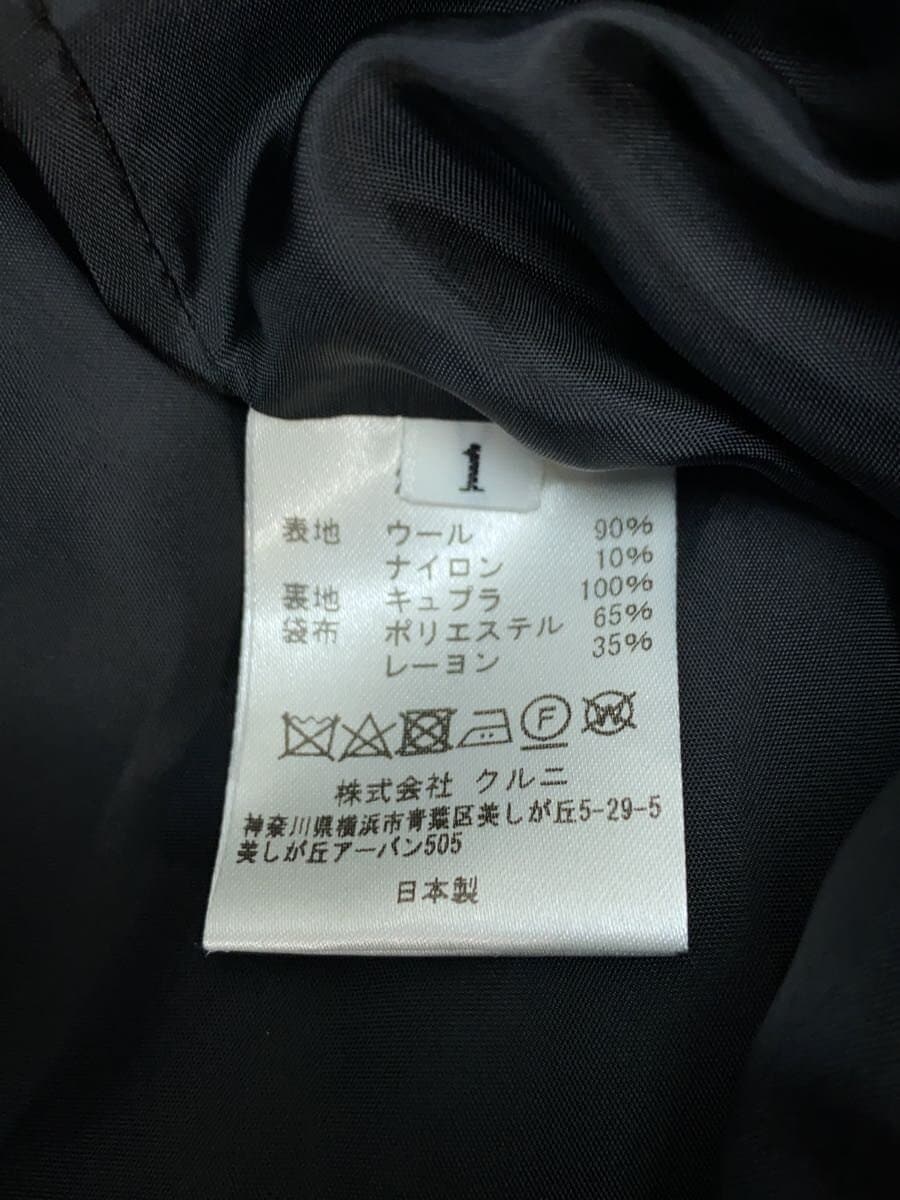 1
表地 ウール 90%
ナイロン 10%
裏地 キュプラ 100%
袋布 ポリエステル 65%
レーヨン 35%
F W
株式会社 クルニ
神奈川県横浜市青葉区美しが丘5-29-5
美しが丘アーバン505
日本製